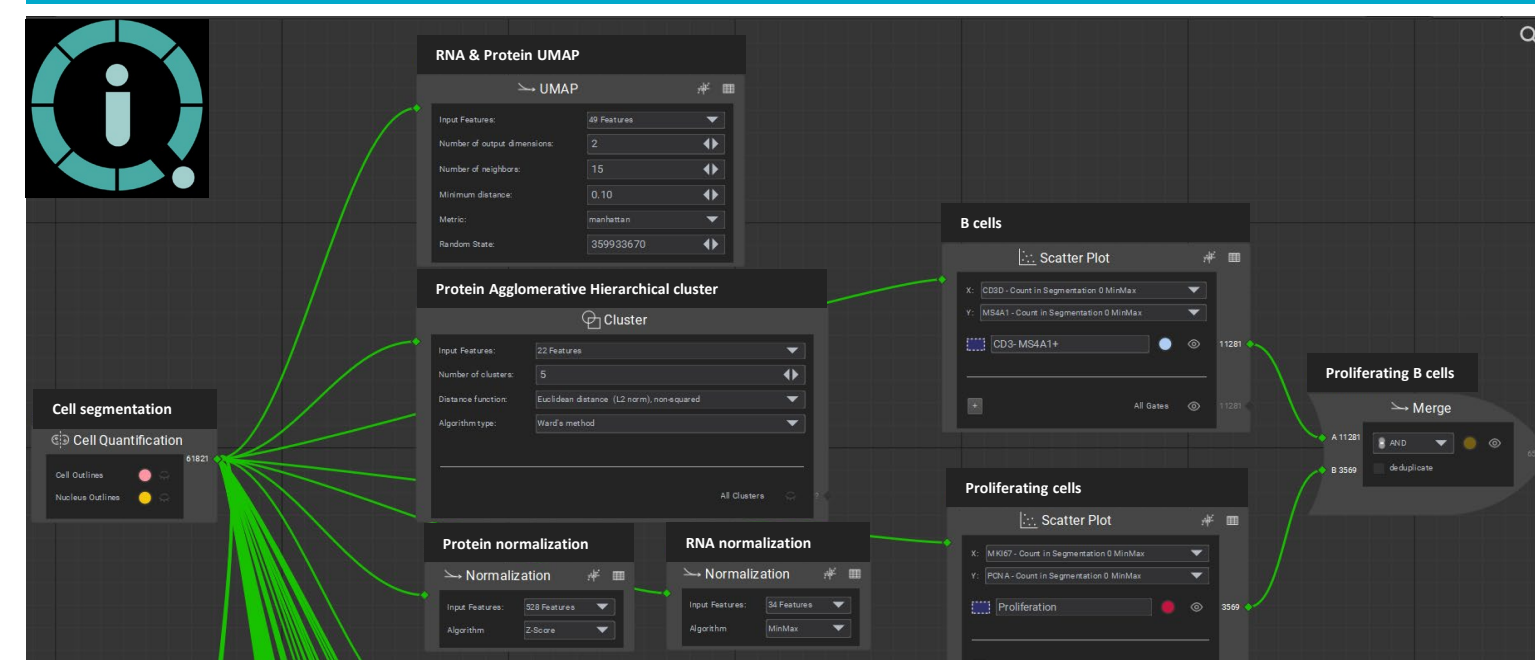 RNA & Protein UMAP
UMAP
Input Features: 49 Features
Number of output dimensions: 2
Number of neighbors: 15
Minimum distance: 0.10
Metric: manhattan
Random State: 359933670
Protein Agglomerative Hierarchical cluster
Cluster
Input Features: 22 Features
Number of clusters: 5
Distance function: Euclidean distance (L2 norm), non-squared
Algorithm type: Ward's method
All Clusters ?
Cell segmentation
Cell Quantification
61821
Cell Outlines
Nucleus Outlines
Protein normalization
Normalization
Input Features: 528 Features
Algorithm Z-Score
RNA normalization
Normalization
Input Features: 34 Features
Algorithm MinMax
B cells
Scatter Plot
X: CD3D - Count in Segmentation 0 MinMax
Y: MS4A1 - Count in Segmentation 0 MinMax
CD3- MS4A1+ 11281
+ All Gates 11281
Proliferating cells
Scatter Plot
X: MKI67 - Count in Segmentation 0 MinMax
Y: PCNA - Count in Segmentation 0 MinMax
Proliferation 3569
Proliferating B cells
Merge
A 11281 AND
B 3569 deduplicate